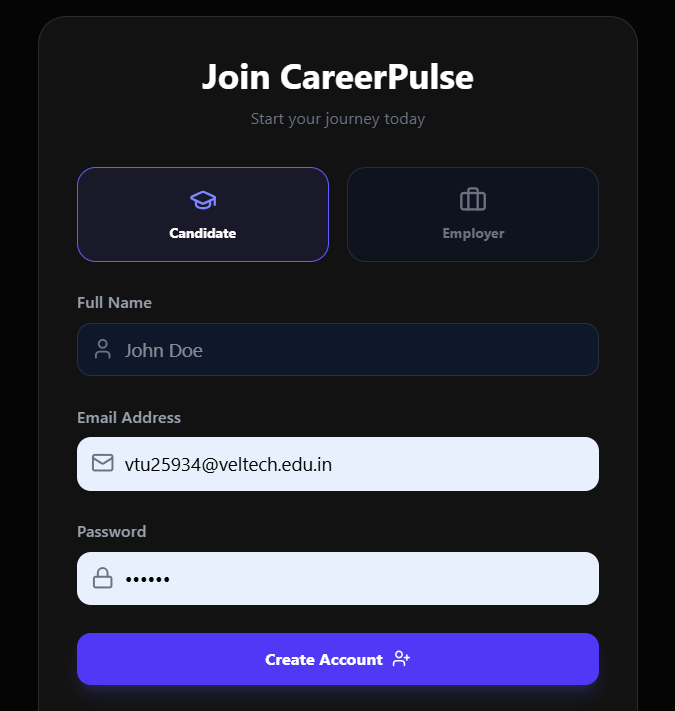 Join CareerPulse
Start your journey today
Candidate
Employer
Full Name
John Doe
Email Address
vtu25934@veltech.edu.in
Password
••••••
Create Account